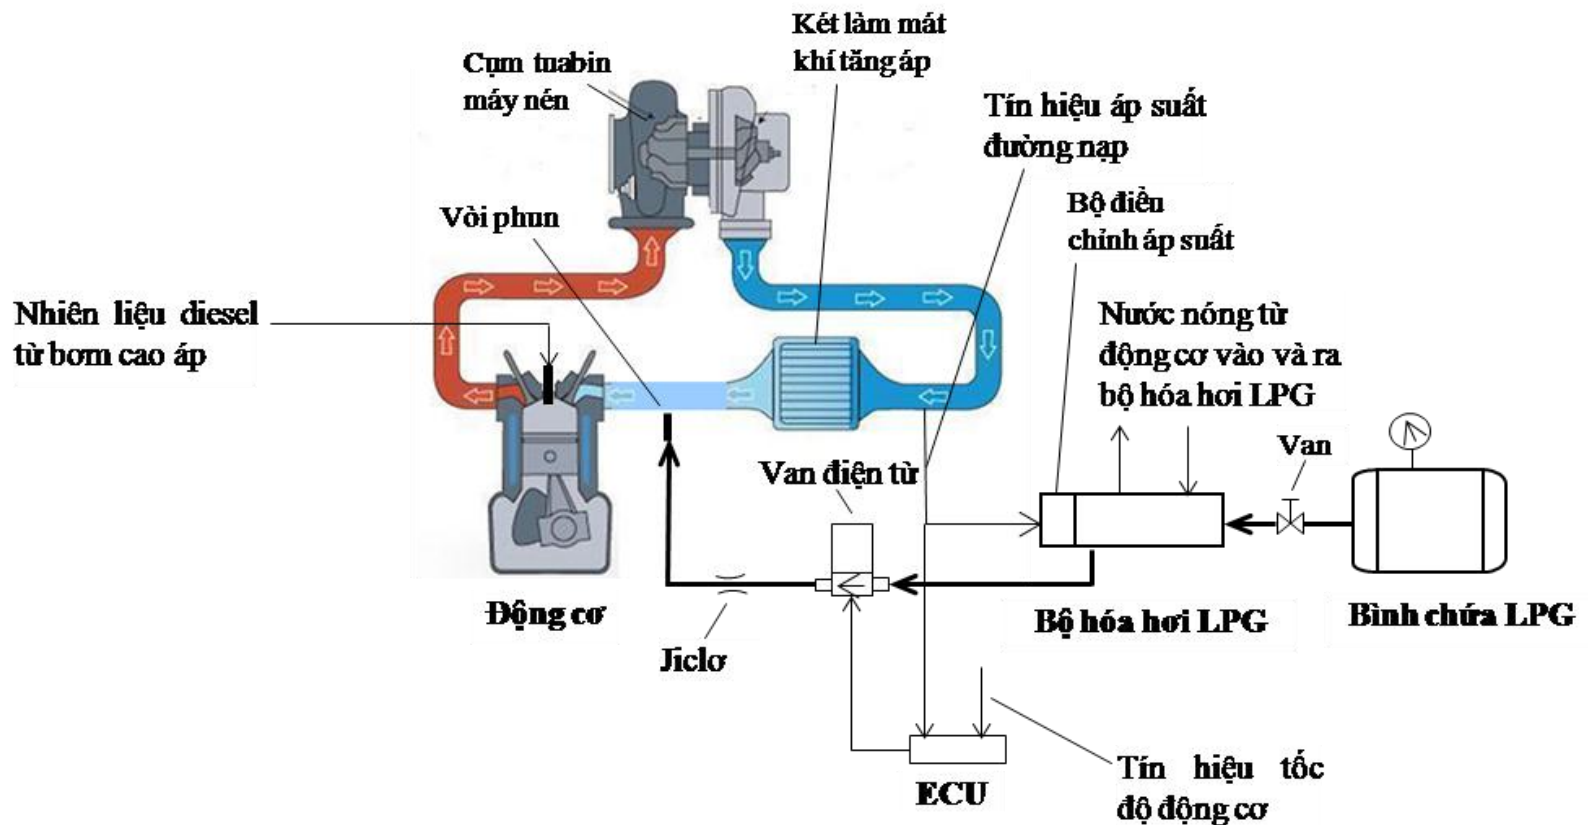 Két làm mát
khí tăng áp
Cụm tuabin
máy nén
Tín hiệu áp suất
đường nạp
Bộ điều
chỉnh áp suất
Vòi phun
Nhiên liệu diesel
từ bơm cao áp
Nước nóng từ
động cơ vào và ra
bộ hóa hơi LPG
Van
Van điện từ
Động cơ
Bộ hóa hơi LPG
Bình chứa LPG
Jiclơ
ECU
Tín hiệu tốc
độ động cơ